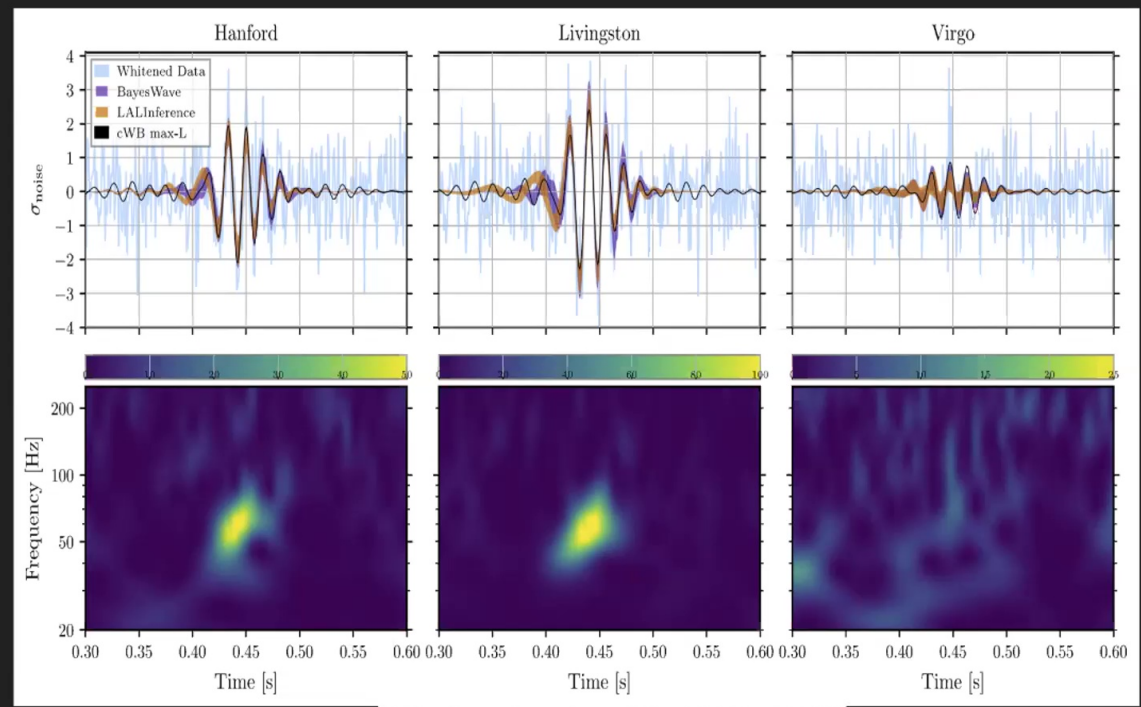 Hanford Livingston Virgo
Whitened Data
BayesWave
LALInference
cWB max-L
σnoise
4
3
2
1
0
−1
−2
−3
−4
0 10 20 30 40 50 0 20 40 60 80 100 0 5 10 15 20 25
Frequency [Hz]
200
100
50
20
0.30 0.35 0.40 0.45 0.50 0.55 0.60 0.30 0.35 0.40 0.45 0.50 0.55 0.60 0.30 0.35 0.40 0.45 0.50 0.55 0.60
Time [s] Time [s] Time [s]